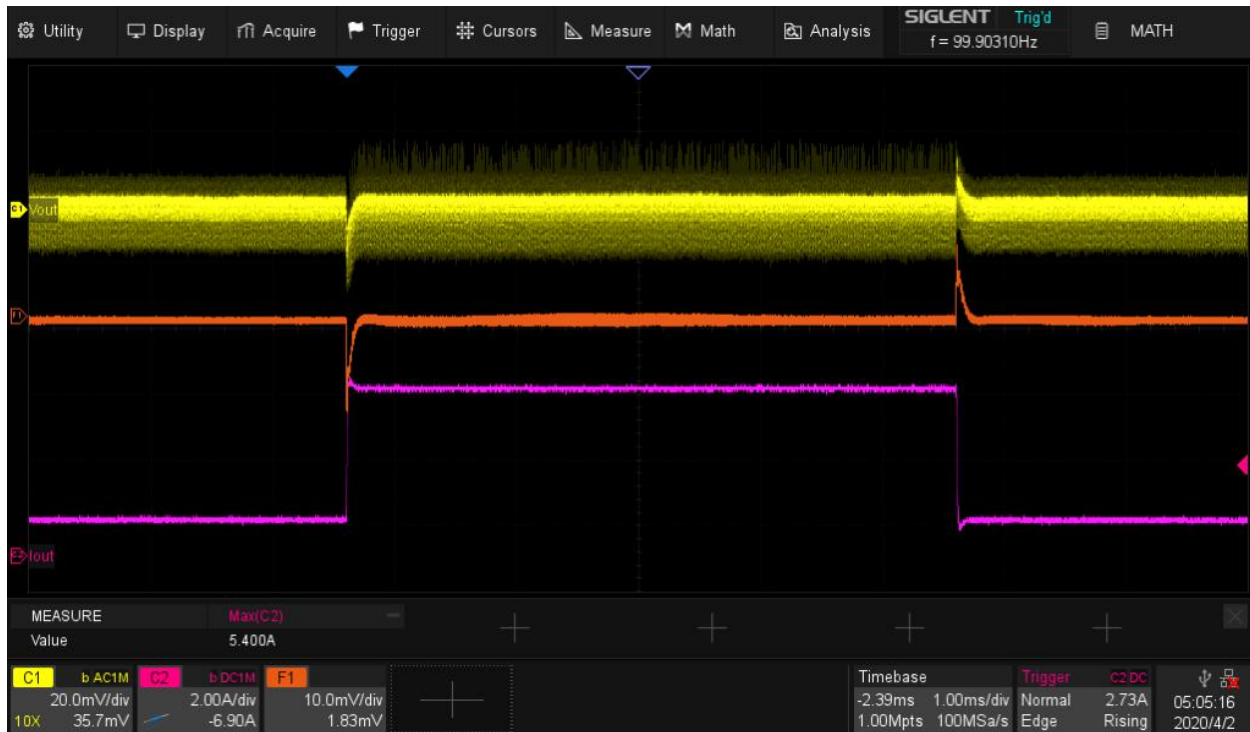 Utility Display Acquire Trigger Cursors Measure Math Analysis SIGLENT Trig'd MATH
f = 99.90310Hz
C1 Vout
F1
C2 Iout
MEASURE Max(C2)
Value 5.400A
C1 b AC1M C2 b DC1M F1 Timebase Trigger C2 DC
20.0mV/div 2.00A/div 10.0mV/div -2.39ms 1.00ms/div Normal 2.73A 05:05:16
10X 35.7mV -6.90A 1.83mV 1.00Mpts 100MSa/s Edge Rising 2020/4/2